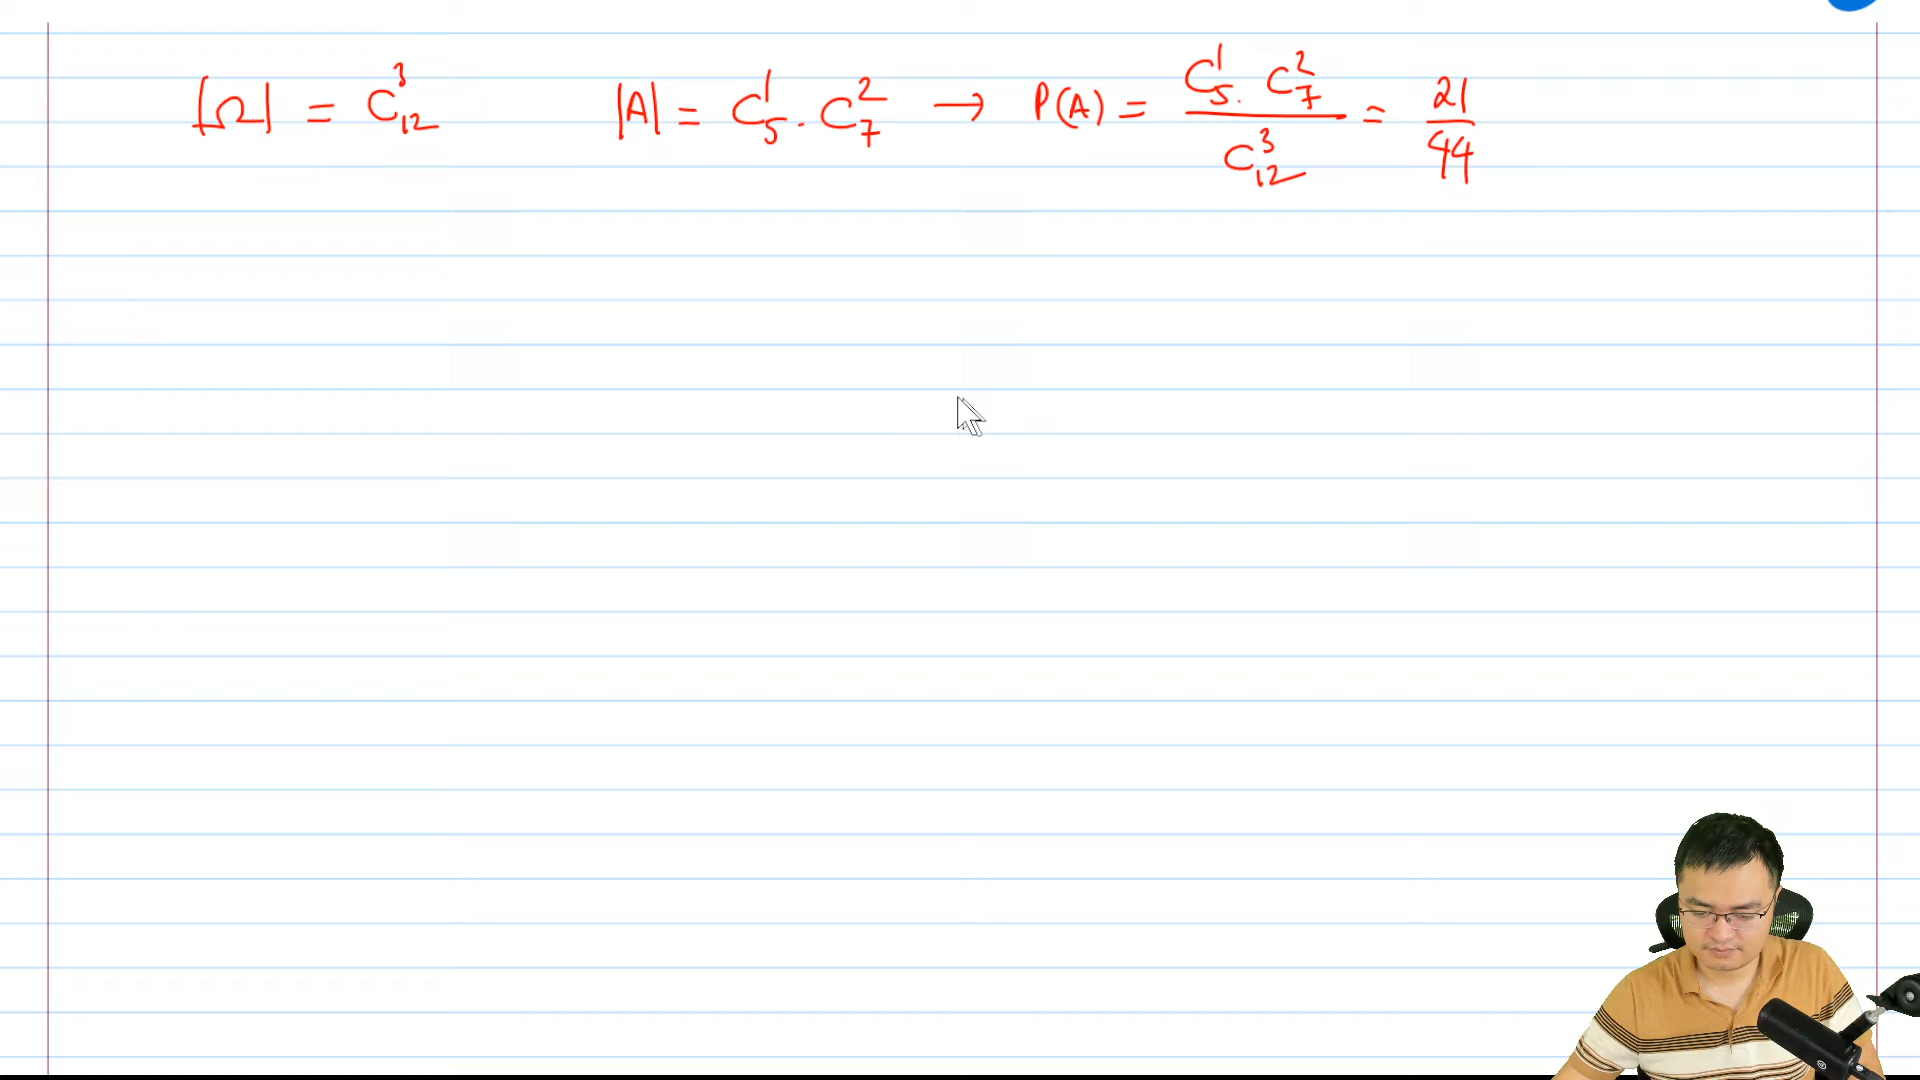 |Ω| = C³₁₂ |A| = C¹₅ . C²₇ → P(A) = (C¹₅ . C²₇)/C³₁₂ = 21/44